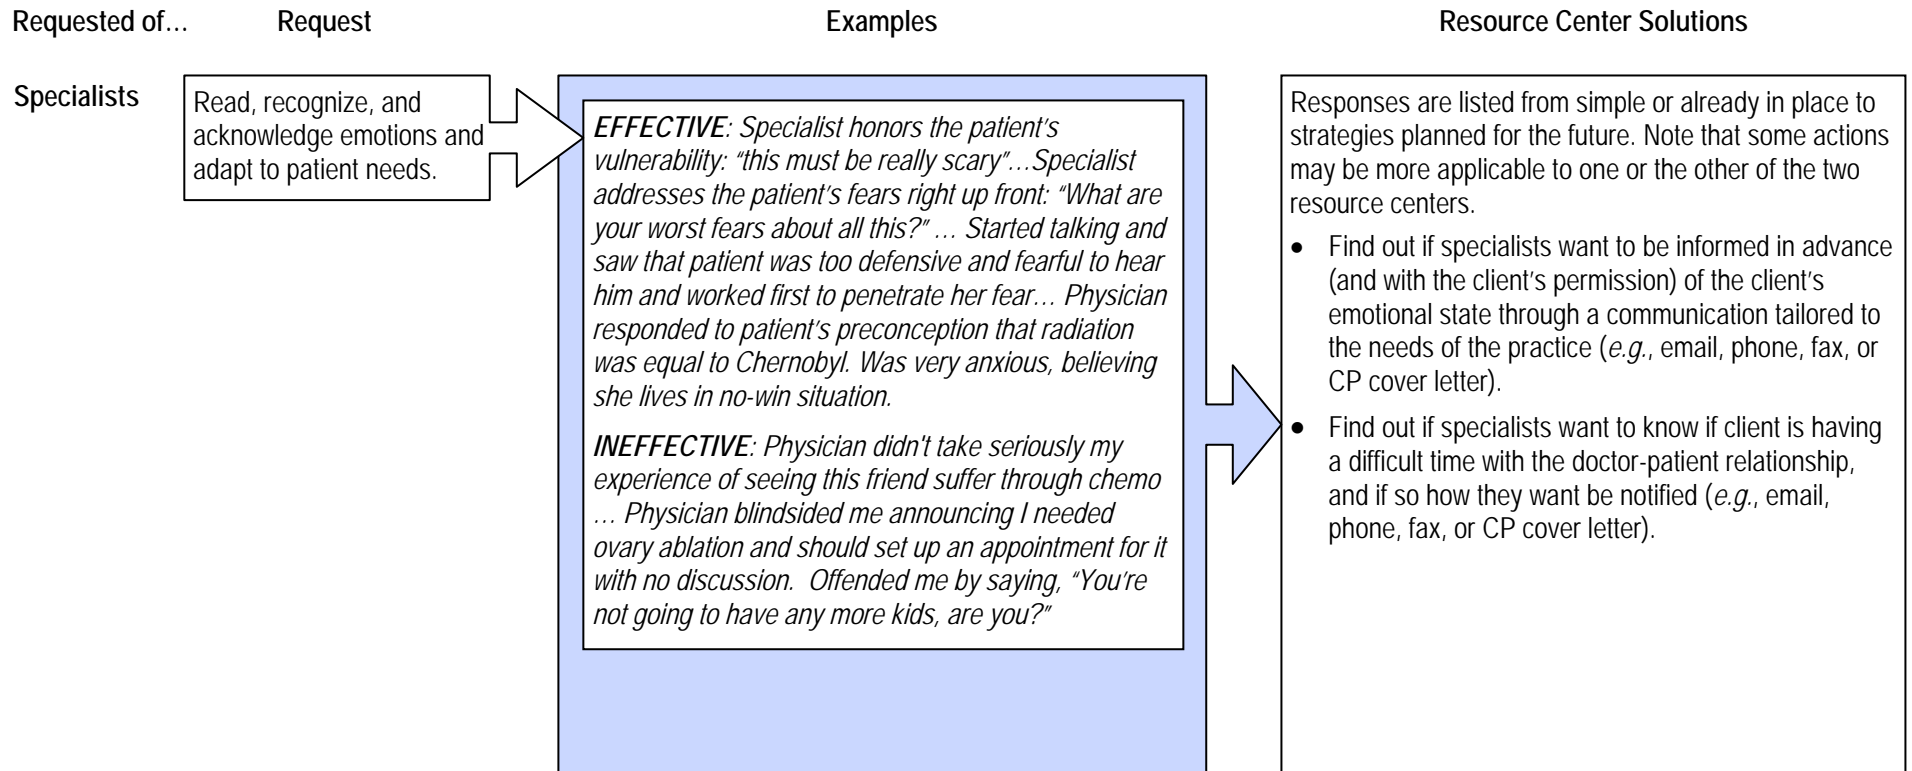 Requested of… Request Examples Resource Center Solutions
Specialists
Read, recognize, and
acknowledge emotions and
adapt to patient needs.
EFFECTIVE: Specialist honors the patient's
vulnerability: “this must be really scary”…Specialist
addresses the patient's fears right up front: “What are
your worst fears about all this?” … Started talking and
saw that patient was too defensive and fearful to hear
him and worked first to penetrate her fear… Physician
responded to patient's preconception that radiation
was equal to Chernobyl. Was very anxious, believing
she lives in no-win situation.
INEFFECTIVE: Physician didn't take seriously my
experience of seeing this friend suffer through chemo
… Physician blindsided me announcing I needed
ovary ablation and should set up an appointment for it
with no discussion.  Offended me by saying, “You're
not going to have any more kids, are you?”
Responses are listed from simple or already in place to
strategies planned for the future. Note that some actions
may be more applicable to one or the other of the two
resource centers.
• Find out if specialists want to be informed in advance
(and with the client's permission) of the client's
emotional state through a communication tailored to
the needs of the practice (e.g., email, phone, fax, or
CP cover letter).
• Find out if specialists want to know if client is having
a difficult time with the doctor-patient relationship,
and if so how they want be notified (e.g., email,
phone, fax, or CP cover letter).